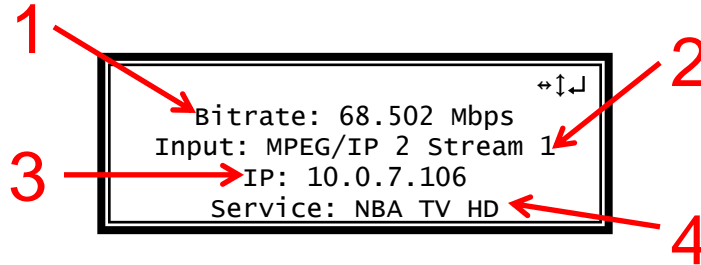 1
2
↔↕↵
Bitrate: 68.502 Mbps
Input: MPEG/IP 2 Stream 1
3
IP: 10.0.7.106
Service: NBA TV HD
4